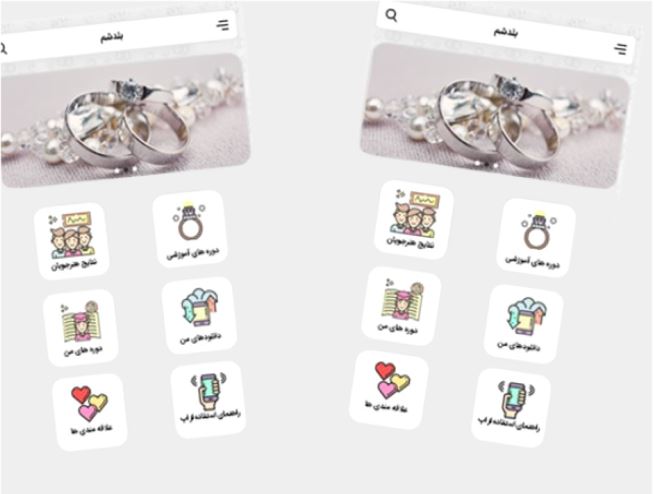 بلدشم
دوره های آموزشی
نتایج هنرجویان
دانلودهای من
دوره های من
راهنمای استفاده از اپ
علاقه مندی ها
بلدشم
دوره های آموزشی
نتایج هنرجویان
دانلودهای من
دوره های من
راهنمای استفاده از اپ
علاقه مندی ها